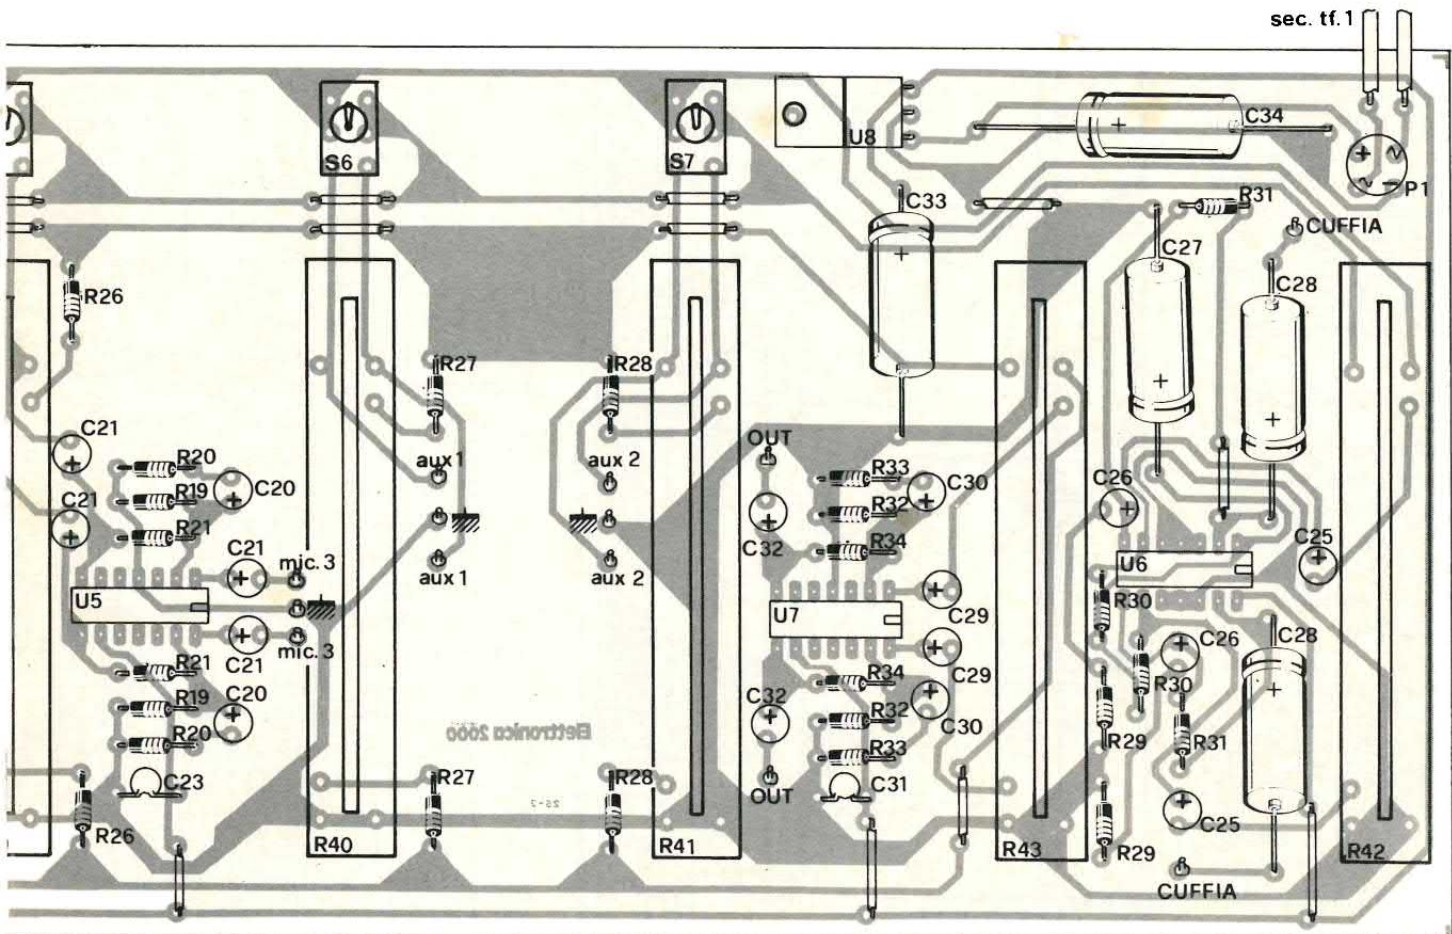 sec. tf.1
S6
S7
U8
C34
P1
C33
R31
CUFFIA
C27
C28
R26
R27
R28
C21
R20
C20
R19
C21
R21
C21
mic. 3
aux 1
aux 2
OUT
R33
C30
R32
C32
R34
C26
C25
U5
aux 1
aux 2
U7
U6
C29
R30
C21
mic. 3
C29
C26
C28
R21
R34
R30
R19
C20
C32
R32
C30
Elettronica 2000
R20
R33
R29
R31
C23
R27
R28
OUT
C31
C25
R26
R40
R41
R43
R29
R42
CUFFIA